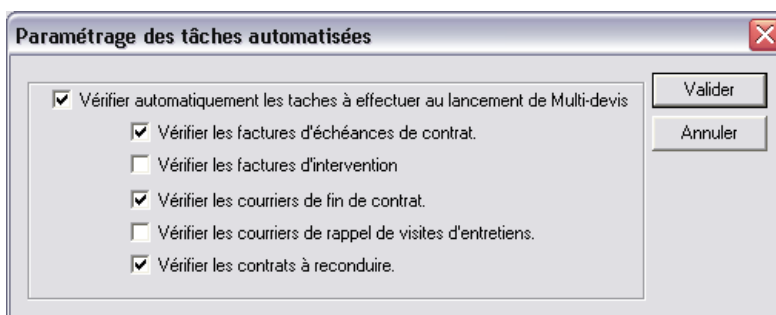 Paramétrage des tâches automatisées
Vérifier automatiquement les taches à effectuer au lancement de Multi-devis
Vérifier les factures d'échéances de contrat.
Vérifier les factures d'intervention
Vérifier les courriers de fin de contrat.
Vérifier les courriers de rappel de visites d'entretiens.
Vérifier les contrats à reconduire.
Valider
Annuler